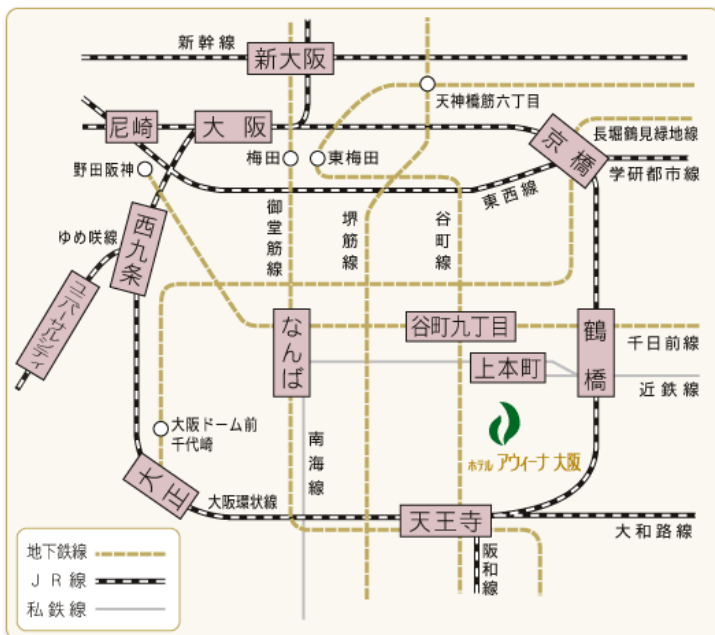 新幹線
新大阪
天神橋筋六丁目
尼崎
大阪
京橋
長堀鶴見緑地線
学研都市線
野田阪神
梅田
東梅田
東西線
西九条
ゆめ咲線
御堂筋線
堺筋線
谷町線
ユニバーサルシティ
なんば
谷町九丁目
鶴橋
千日前線
上本町
近鉄線
大阪ドーム前
千代崎
南海線
ホテル アウィーナ 大阪
大正
大阪環状線
天王寺
大和路線
阪和線
地下鉄線
JR線
私鉄線